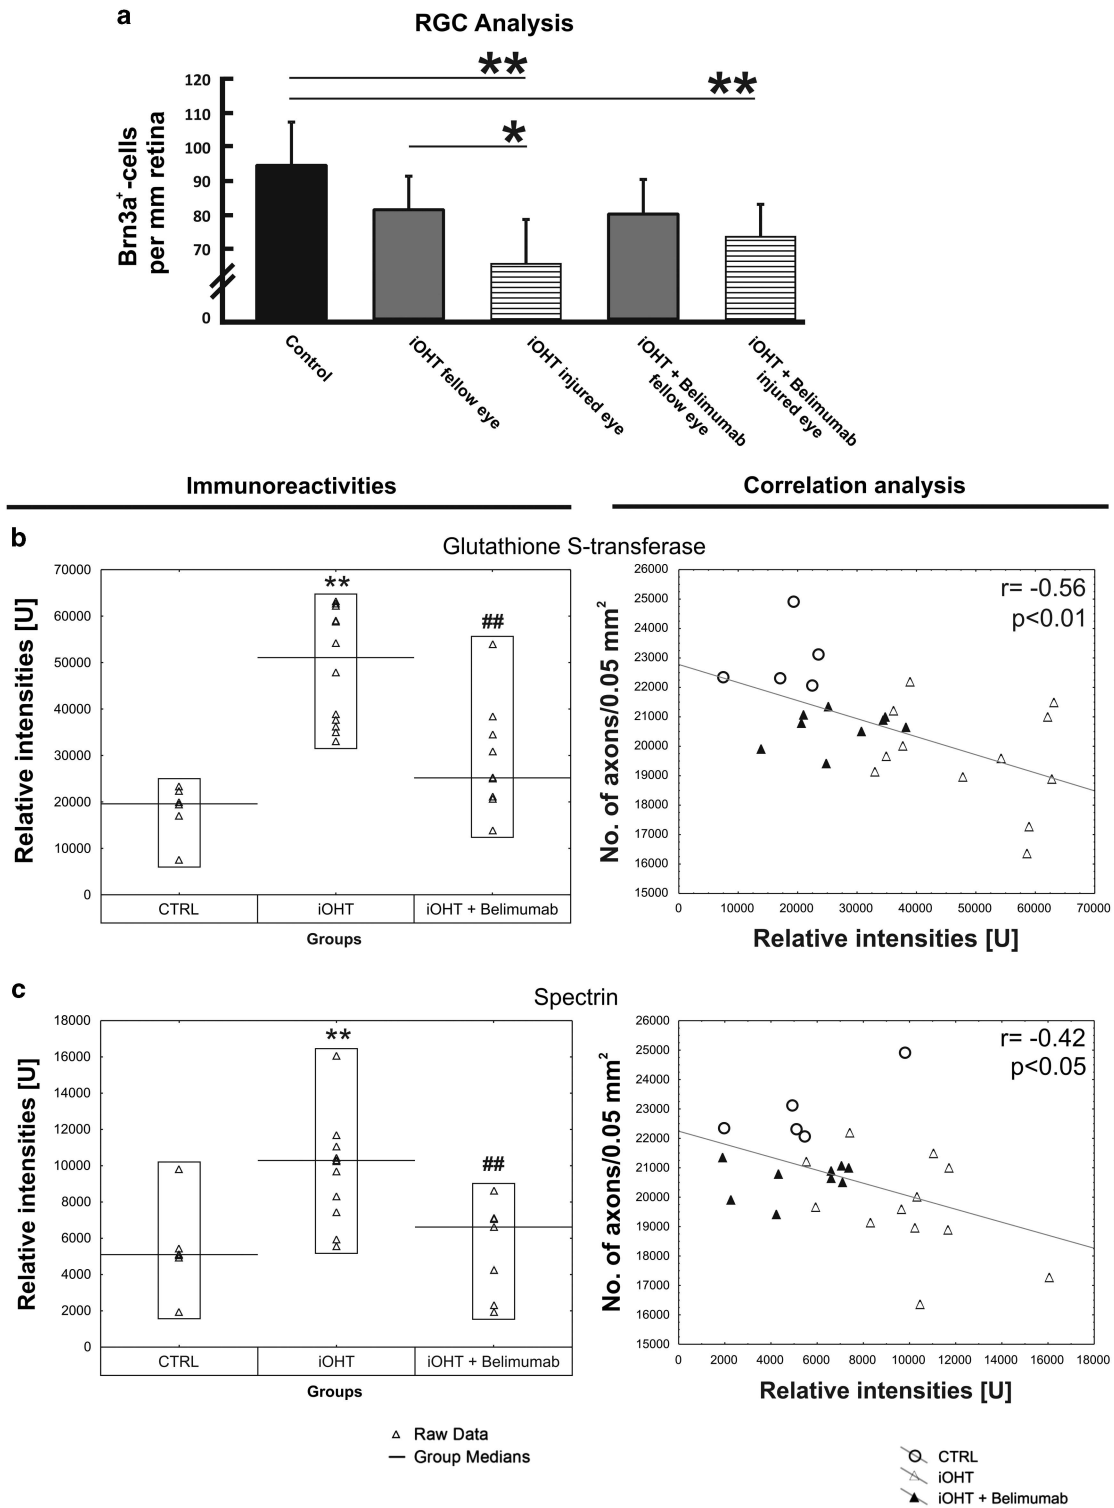 a
RGC Analysis
Brn3a+-cells
per mm retina
120
110
100
90
80
70
0
**
**
*
Control
iOHT fellow eye
iOHT injured eye
iOHT + Belimumab
fellow eye
iOHT + Belimumab
injured eye
Immunoreactivities
Correlation analysis
b
Glutathione S-transferase
Relative intensities [U]
70000
60000
50000
40000
30000
20000
10000
0
**
##
CTRL
iOHT
iOHT + Belimumab
Groups
No. of axons/0.05 mm2
26000
25000
24000
23000
22000
21000
20000
19000
18000
17000
16000
15000
r= -0.56
p<0.01
0 10000 20000 30000 40000 50000 60000 70000
Relative intensities [U]
c
Spectrin
Relative intensities [U]
18000
16000
14000
12000
10000
8000
6000
4000
2000
0
**
##
CTRL
iOHT
iOHT + Belimumab
Groups
No. of axons/0.05 mm2
26000
25000
24000
23000
22000
21000
20000
19000
18000
17000
16000
15000
r= -0.42
p<0.05
0 2000 4000 6000 8000 10000 12000 14000 16000 18000
Relative intensities [U]
Raw Data
Group Medians
CTRL
iOHT
iOHT + Belimumab